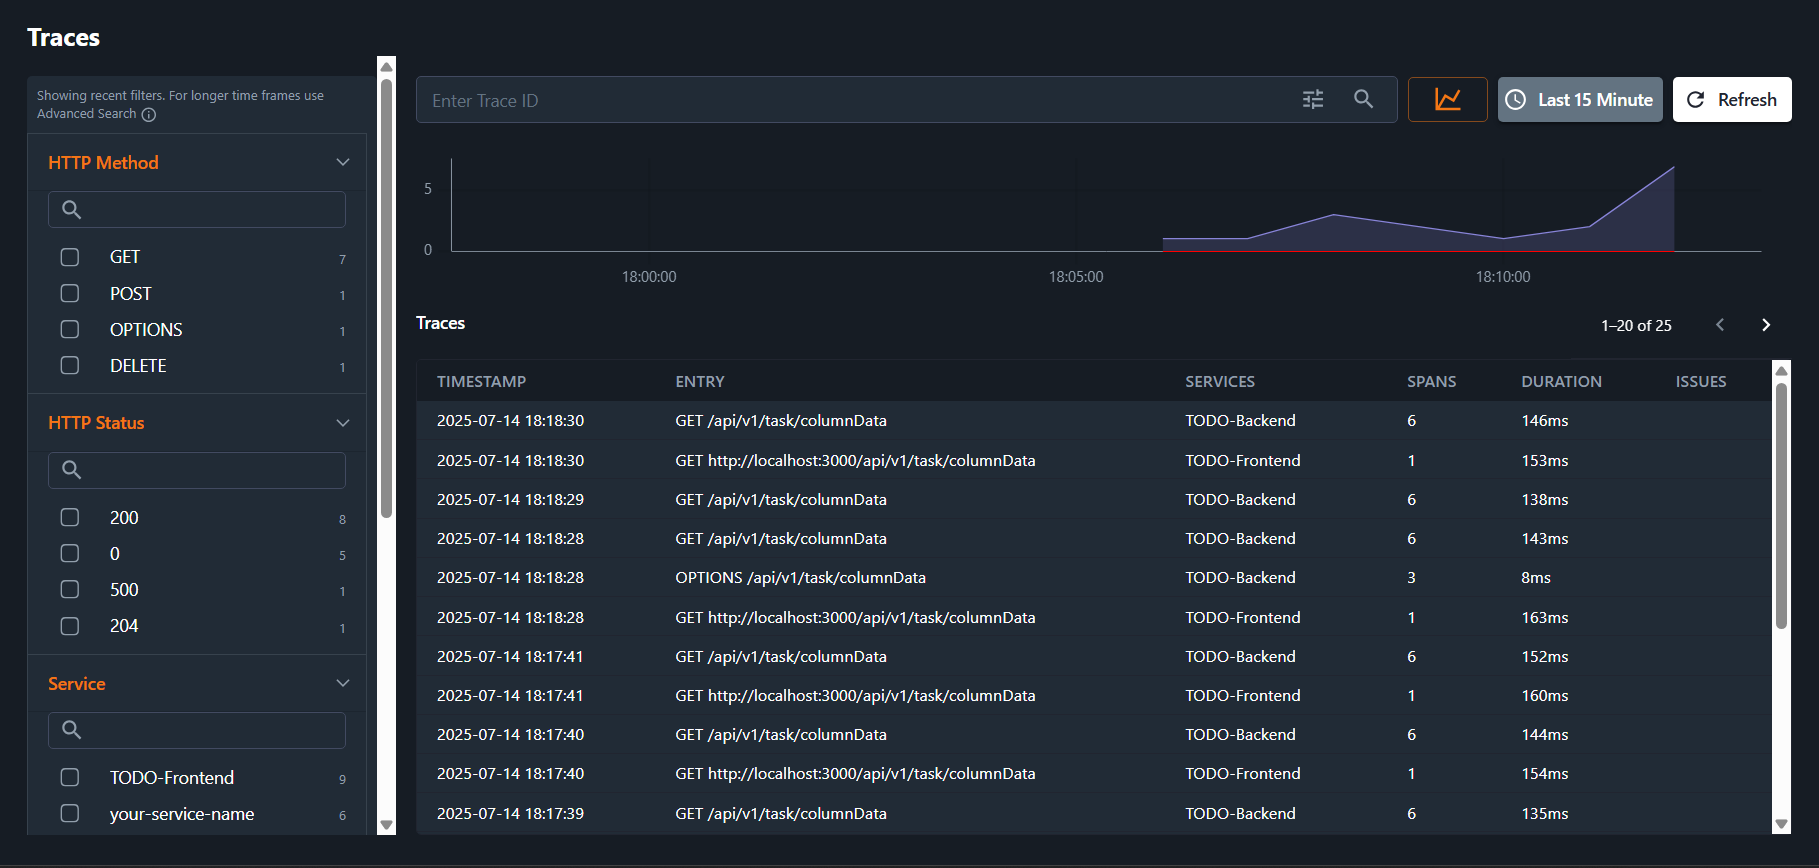 Traces
Showing recent filters. For longer time frames use
Advanced Search
HTTP Method
GET 7
POST 1
OPTIONS 1
DELETE 1
HTTP Status
200 8
0 5
500 1
204 1
Service
TODO-Frontend 9
your-service-name 6
Enter Trace ID
Last 15 Minute
Refresh
5
0
18:00:00 18:05:00 18:10:00
Traces
1–20 of 25
TIMESTAMP ENTRY SERVICES SPANS DURATION ISSUES
2025-07-14 18:18:30 GET /api/v1/task/columnData TODO-Backend 6 146ms
2025-07-14 18:18:30 GET http://localhost:3000/api/v1/task/columnData TODO-Frontend 1 153ms
2025-07-14 18:18:29 GET /api/v1/task/columnData TODO-Backend 6 138ms
2025-07-14 18:18:28 GET /api/v1/task/columnData TODO-Backend 6 143ms
2025-07-14 18:18:28 OPTIONS /api/v1/task/columnData TODO-Backend 3 8ms
2025-07-14 18:18:28 GET http://localhost:3000/api/v1/task/columnData TODO-Frontend 1 163ms
2025-07-14 18:17:41 GET /api/v1/task/columnData TODO-Backend 6 152ms
2025-07-14 18:17:41 GET http://localhost:3000/api/v1/task/columnData TODO-Frontend 1 160ms
2025-07-14 18:17:40 GET /api/v1/task/columnData TODO-Backend 6 144ms
2025-07-14 18:17:40 GET http://localhost:3000/api/v1/task/columnData TODO-Frontend 1 154ms
2025-07-14 18:17:39 GET /api/v1/task/columnData TODO-Backend 6 135ms